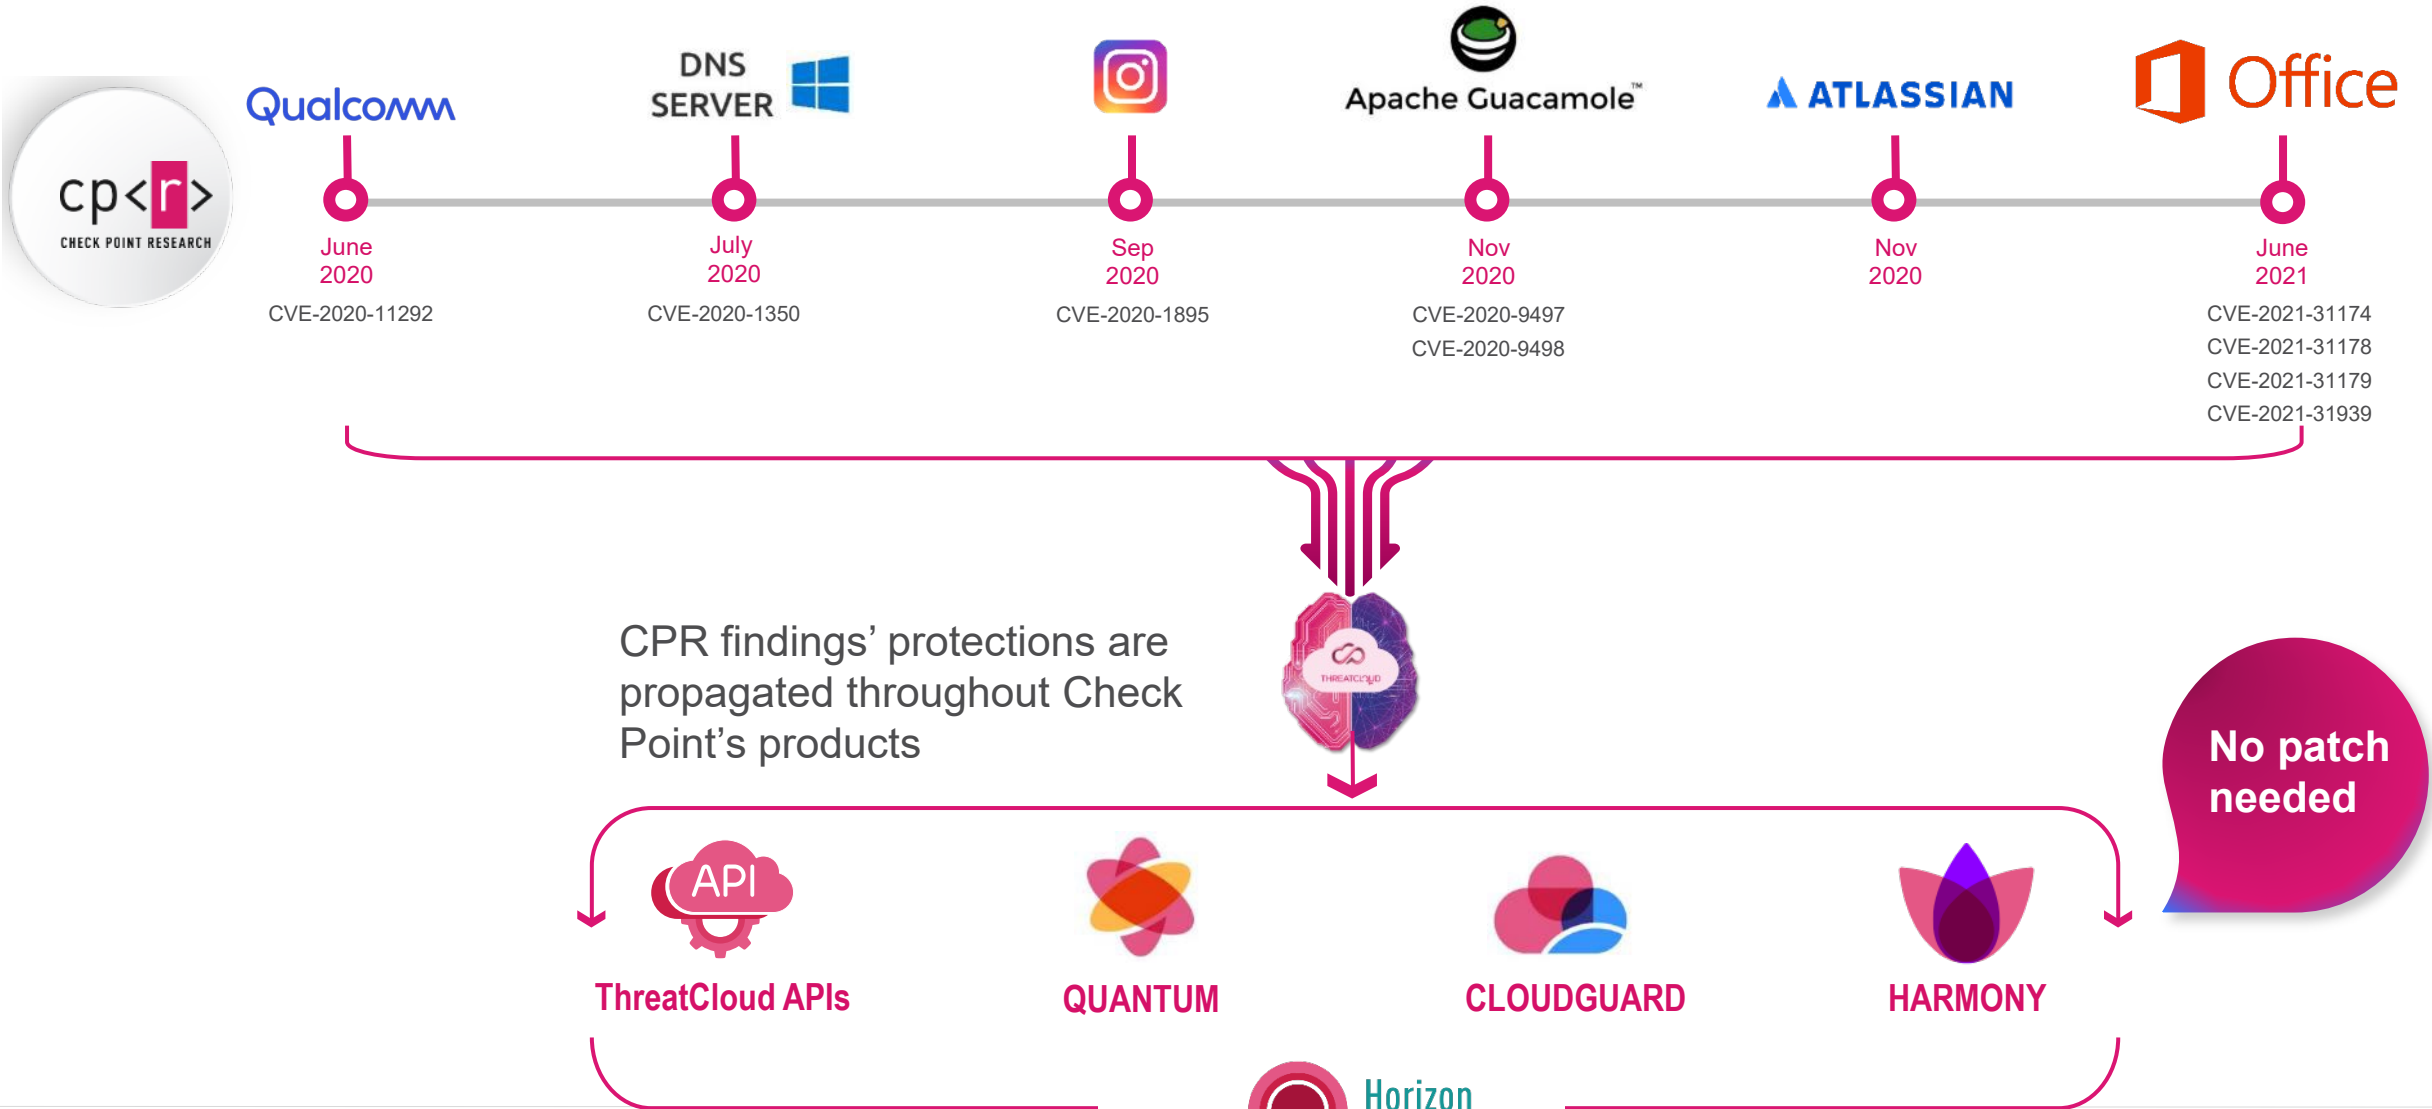 cp<r>
CHECK POINT RESEARCH
Qualcomm
DNS
SERVER
Apache Guacamole™
ATLASSIAN
Office
June
2020
CVE-2020-11292
July
2020
CVE-2020-1350
Sep
2020
CVE-2020-1895
Nov
2020
CVE-2020-9497
CVE-2020-9498
Nov
2020
June
2021
CVE-2021-31174
CVE-2021-31178
CVE-2021-31179
CVE-2021-31939
CPR findings’ protections are
propagated throughout Check
Point’s products
THREATCLOUD
No patch
needed
API
ThreatCloud APIs
QUANTUM
CLOUDGUARD
HARMONY
Horizon